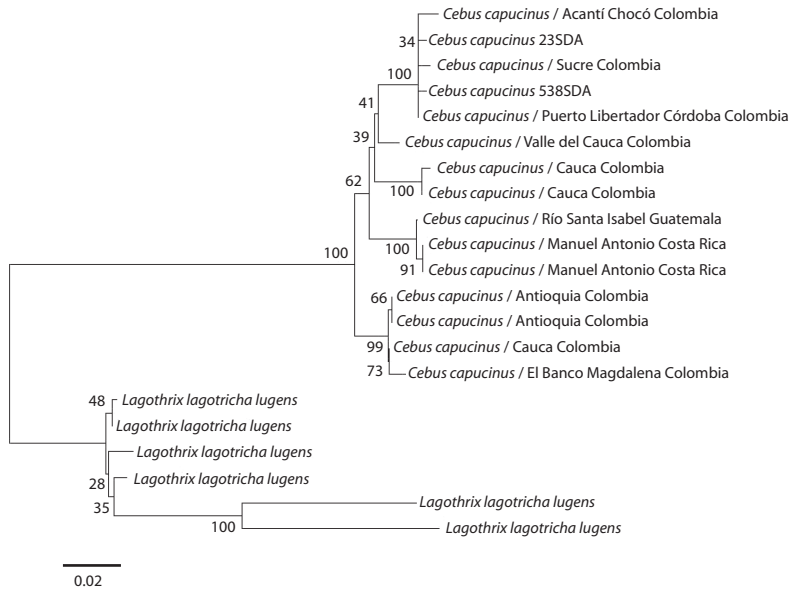 Cebus capucinus / Acantí Chocó Colombia
34
Cebus capucinus 23SDA
Cebus capucinus / Sucre Colombia
100
Cebus capucinus 538SDA
41
Cebus capucinus / Puerto Libertador Córdoba Colombia
39
Cebus capucinus / Valle del Cauca Colombia
Cebus capucinus / Cauca Colombia
62
100
Cebus capucinus / Cauca Colombia
Cebus capucinus / Río Santa Isabel Guatemala
100
Cebus capucinus / Manuel Antonio Costa Rica
100
91
Cebus capucinus / Manuel Antonio Costa Rica
66
Cebus capucinus / Antioquia Colombia
Cebus capucinus / Antioquia Colombia
99
Cebus capucinus / Cauca Colombia
73
Cebus capucinus / El Banco Magdalena Colombia
48
Lagothrix lagotricha lugens
Lagothrix lagotricha lugens
Lagothrix lagotricha lugens
28
Lagothrix lagotricha lugens
35
Lagothrix lagotricha lugens
100
Lagothrix lagotricha lugens
0.02